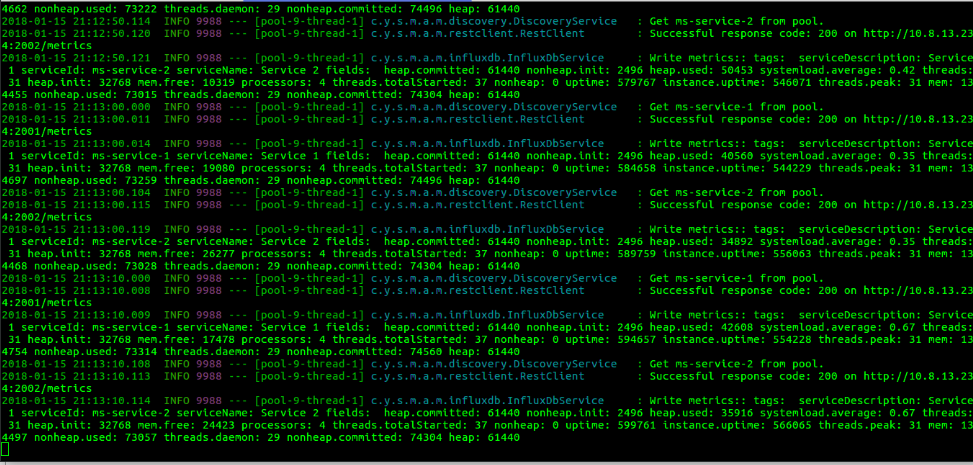 4662 nonheap.used: 73222 threads.daemon: 29 nonheap.committed: 74496 heap: 61440
2018-01-15 21:12:50.114  INFO 9988 --- [pool-9-thread-1] c.y.s.m.a.m.discovery.DiscoveryService   : Get ms-service-2 from pool.
2018-01-15 21:12:50.120  INFO 9988 --- [pool-9-thread-1] c.y.s.m.a.m.restclient.RestClient        : Successful response code: 200 on http://10.8.13.23
4:2002/metrics
2018-01-15 21:12:50.121  INFO 9988 --- [pool-9-thread-1] c.y.s.m.a.m.influxdb.InfluxDbService     : Write metrics:: tags:  serviceDescription: Service
1 serviceId: ms-service-2 serviceName: Service 2 fields:  heap.committed: 61440 nonheap.init: 2496 heap.used: 50453 systemload.average: 0.42 threads:
31 heap.init: 32768 mem.free: 10319 processors: 4 threads.totalStarted: 37 nonheap: 0 uptime: 579767 instance.uptime: 546071 threads.peak: 31 mem: 13
4455 nonheap.used: 73015 threads.daemon: 29 nonheap.committed: 74304 heap: 61440
2018-01-15 21:13:00.000  INFO 9988 --- [pool-9-thread-1] c.y.s.m.a.m.discovery.DiscoveryService   : Get ms-service-1 from pool.
2018-01-15 21:13:00.011  INFO 9988 --- [pool-9-thread-1] c.y.s.m.a.m.restclient.RestClient        : Successful response code: 200 on http://10.8.13.23
4:2001/metrics
2018-01-15 21:13:00.014  INFO 9988 --- [pool-9-thread-1] c.y.s.m.a.m.influxdb.InfluxDbService     : Write metrics:: tags:  serviceDescription: Service
1 serviceId: ms-service-1 serviceName: Service 1 fields:  heap.committed: 61440 nonheap.init: 2496 heap.used: 40560 systemload.average: 0.35 threads:
31 heap.init: 32768 mem.free: 19080 processors: 4 threads.totalStarted: 37 nonheap: 0 uptime: 584658 instance.uptime: 544229 threads.peak: 31 mem: 13
4697 nonheap.used: 73259 threads.daemon: 29 nonheap.committed: 74496 heap: 61440
2018-01-15 21:13:00.104  INFO 9988 --- [pool-9-thread-1] c.y.s.m.a.m.discovery.DiscoveryService   : Get ms-service-2 from pool.
2018-01-15 21:13:00.115  INFO 9988 --- [pool-9-thread-1] c.y.s.m.a.m.restclient.RestClient        : Successful response code: 200 on http://10.8.13.23
4:2002/metrics
2018-01-15 21:13:00.119  INFO 9988 --- [pool-9-thread-1] c.y.s.m.a.m.influxdb.InfluxDbService     : Write metrics:: tags:  serviceDescription: Service
1 serviceId: ms-service-2 serviceName: Service 2 fields:  heap.committed: 61440 nonheap.init: 2496 heap.used: 34892 systemload.average: 0.35 threads:
31 heap.init: 32768 mem.free: 26277 processors: 4 threads.totalStarted: 37 nonheap: 0 uptime: 589759 instance.uptime: 556063 threads.peak: 31 mem: 13
4468 nonheap.used: 73028 threads.daemon: 29 nonheap.committed: 74304 heap: 61440
2018-01-15 21:13:10.000  INFO 9988 --- [pool-9-thread-1] c.y.s.m.a.m.discovery.DiscoveryService   : Get ms-service-1 from pool.
2018-01-15 21:13:10.008  INFO 9988 --- [pool-9-thread-1] c.y.s.m.a.m.restclient.RestClient        : Successful response code: 200 on http://10.8.13.23
4:2001/metrics
2018-01-15 21:13:10.009  INFO 9988 --- [pool-9-thread-1] c.y.s.m.a.m.influxdb.InfluxDbService     : Write metrics:: tags:  serviceDescription: Service
1 serviceId: ms-service-1 serviceName: Service 1 fields:  heap.committed: 61440 nonheap.init: 2496 heap.used: 42608 systemload.average: 0.67 threads:
31 heap.init: 32768 mem.free: 17478 processors: 4 threads.totalStarted: 37 nonheap: 0 uptime: 594657 instance.uptime: 554228 threads.peak: 31 mem: 13
4754 nonheap.used: 73314 threads.daemon: 29 nonheap.committed: 74560 heap: 61440
2018-01-15 21:13:10.108  INFO 9988 --- [pool-9-thread-1] c.y.s.m.a.m.discovery.DiscoveryService   : Get ms-service-2 from pool.
2018-01-15 21:13:10.113  INFO 9988 --- [pool-9-thread-1] c.y.s.m.a.m.restclient.RestClient        : Successful response code: 200 on http://10.8.13.23
4:2002/metrics
2018-01-15 21:13:10.114  INFO 9988 --- [pool-9-thread-1] c.y.s.m.a.m.influxdb.InfluxDbService     : Write metrics:: tags:  serviceDescription: Service
1 serviceId: ms-service-2 serviceName: Service 2 fields:  heap.committed: 61440 nonheap.init: 2496 heap.used: 35916 systemload.average: 0.67 threads:
31 heap.init: 32768 mem.free: 24423 processors: 4 threads.totalStarted: 37 nonheap: 0 uptime: 599761 instance.uptime: 566065 threads.peak: 31 mem: 13
4497 nonheap.used: 73057 threads.daemon: 29 nonheap.committed: 74304 heap: 61440